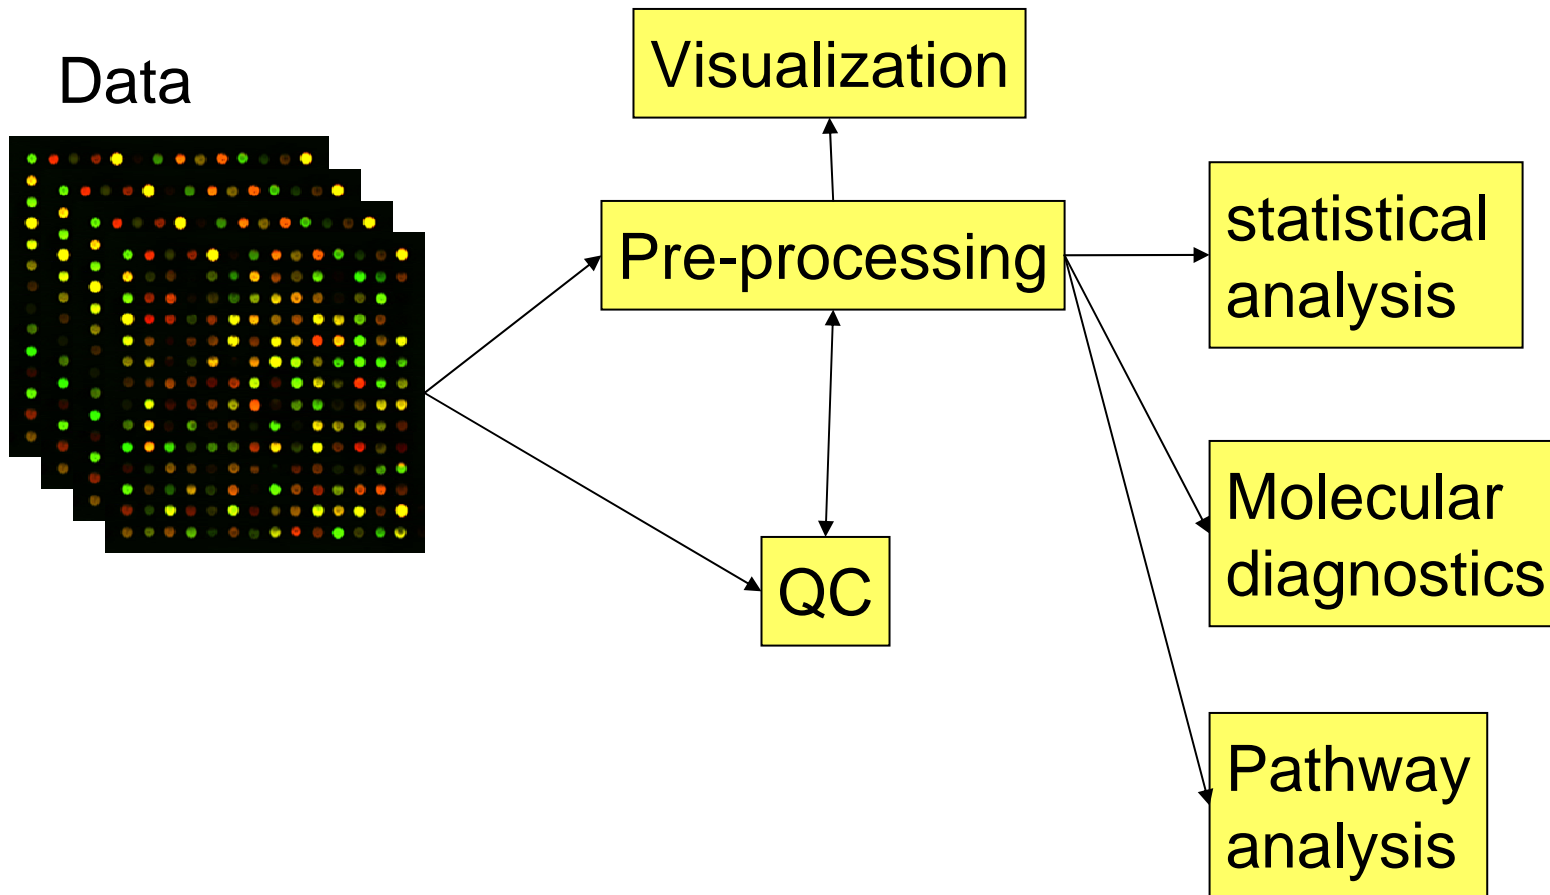 Data
Visualization
Pre-processing
QC
statistical
analysis
Molecular
diagnostics
Pathway
analysis